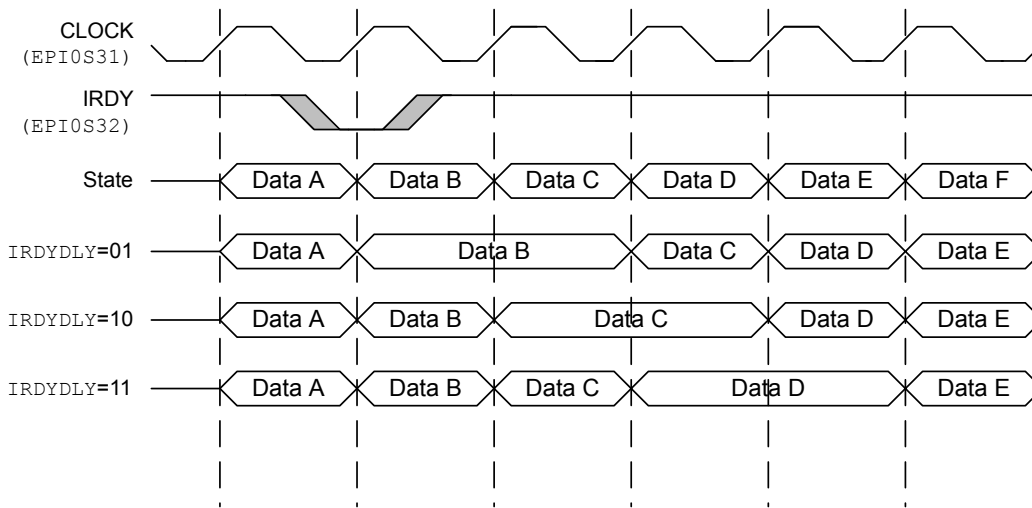 CLOCK
(EPI0S31)
IRDY
(EPI0S32)
State Data A Data B Data C Data D Data E Data F
IRDYDLY=01 Data A Data B Data C Data D Data E
IRDYDLY=10 Data A Data B Data C Data D Data E
IRDYDLY=11 Data A Data B Data C Data D Data E